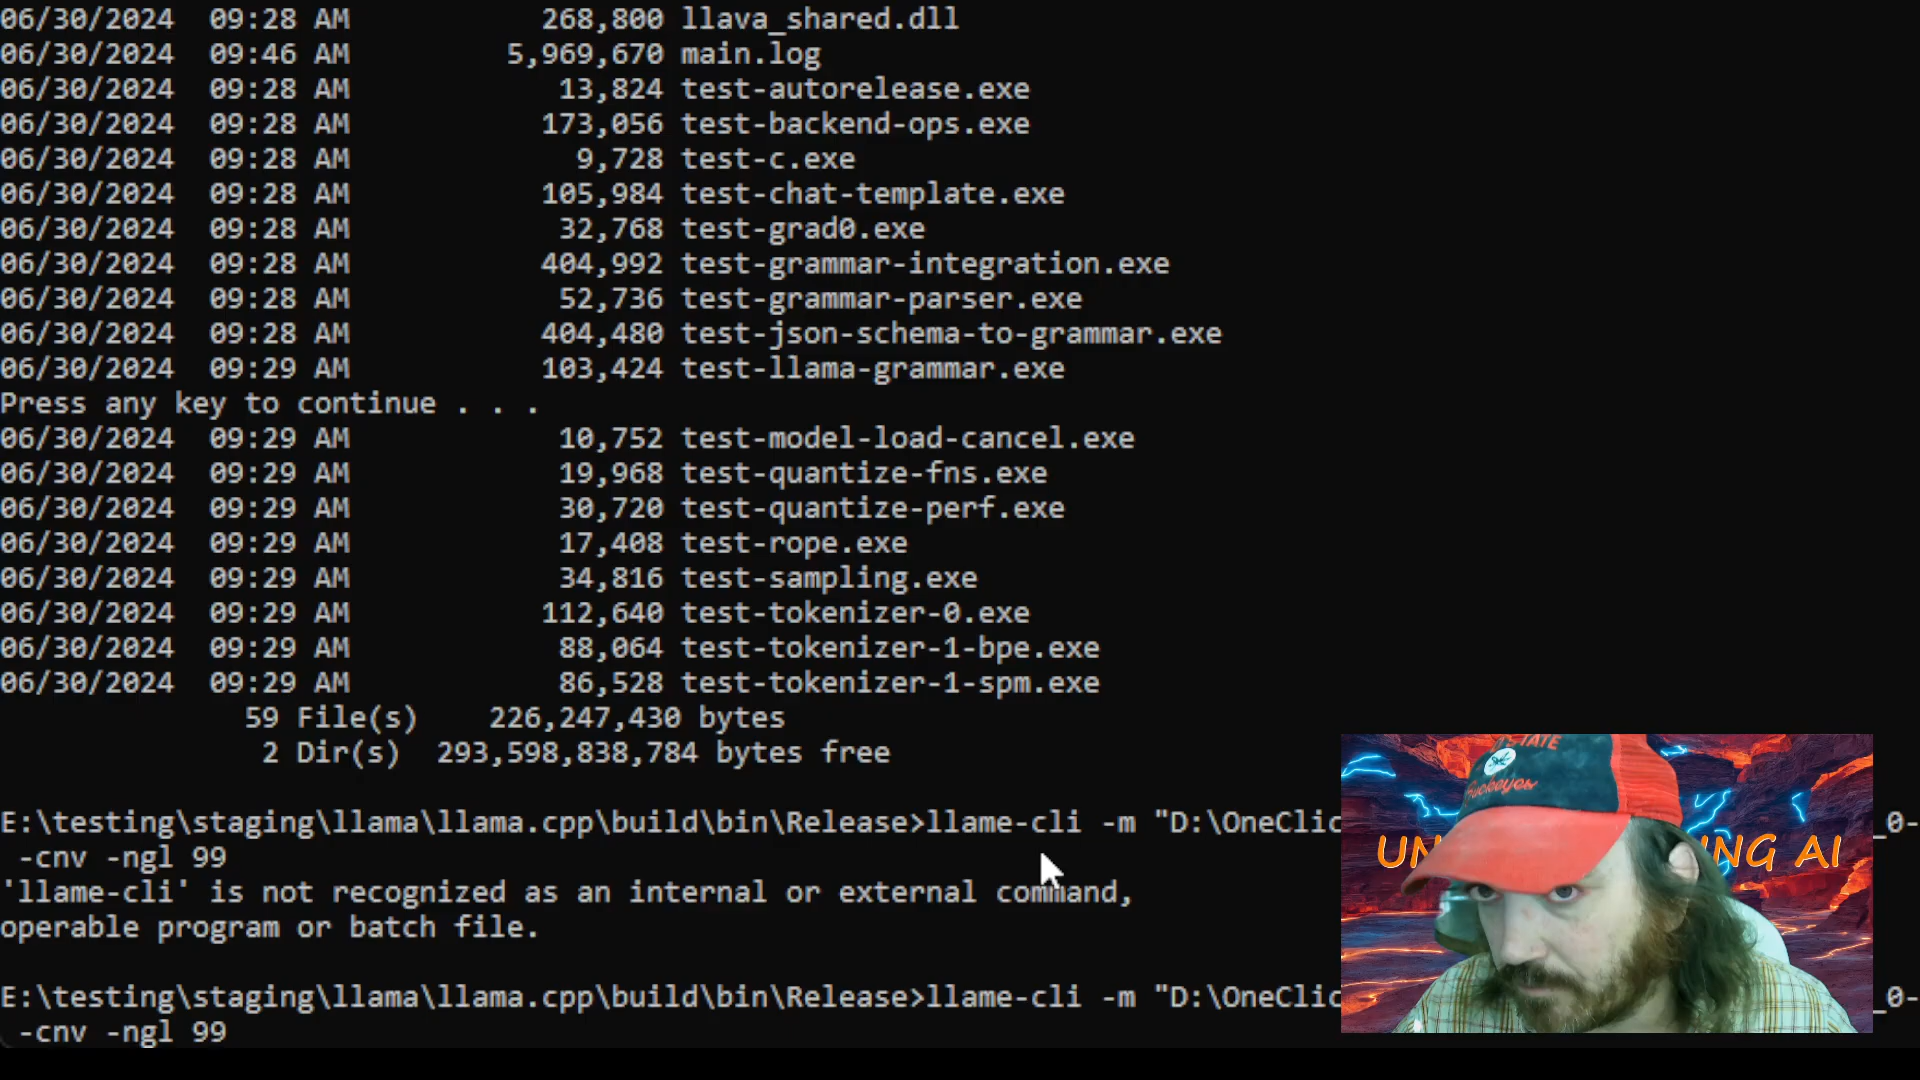 06/30/2024  09:28 AM           268,800 llava_shared.dll
06/30/2024  09:46 AM         5,969,670 main.log
06/30/2024  09:28 AM            13,824 test-autorelease.exe
06/30/2024  09:28 AM           173,056 test-backend-ops.exe
06/30/2024  09:28 AM             9,728 test-c.exe
06/30/2024  09:28 AM           105,984 test-chat-template.exe
06/30/2024  09:28 AM            32,768 test-grad0.exe
06/30/2024  09:28 AM           404,992 test-grammar-integration.exe
06/30/2024  09:28 AM            52,736 test-grammar-parser.exe
06/30/2024  09:28 AM           404,480 test-json-schema-to-grammar.exe
06/30/2024  09:29 AM           103,424 test-llama-grammar.exe
Press any key to continue . . .
06/30/2024  09:29 AM            10,752 test-model-load-cancel.exe
06/30/2024  09:29 AM            19,968 test-quantize-fns.exe
06/30/2024  09:29 AM            30,720 test-quantize-perf.exe
06/30/2024  09:29 AM            17,408 test-rope.exe
06/30/2024  09:29 AM            34,816 test-sampling.exe
06/30/2024  09:29 AM           112,640 test-tokenizer-0.exe
06/30/2024  09:29 AM            88,064 test-tokenizer-1-bpe.exe
06/30/2024  09:29 AM            86,528 test-tokenizer-1-spm.exe
59 File(s)    226,247,430 bytes
2 Dir(s)  293,598,838,784 bytes free
E:\testing\staging\llama\llama.cpp\build\bin\Release>llame-cli -m "D:\OneClic _0-
-cnv -ngl 99
'llame-cli' is not recognized as an internal or external command,
operable program or batch file.
E:\testing\staging\llama\llama.cpp\build\bin\Release>llame-cli -m "D:\OneClic _0-
-cnv -ngl 99
STATE
Buckeyes
AI